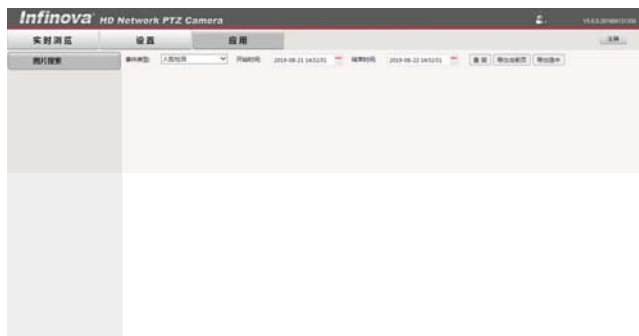 Infinova HD Network PTZ Camera
实时浏览 设置 应用 注销
图片搜索 事件类型: 人脸检测 开始时间: 2019-08-21 14:52:51 结束时间: 2019-08-22 14:52:51 查询 导出当前页 导出选中